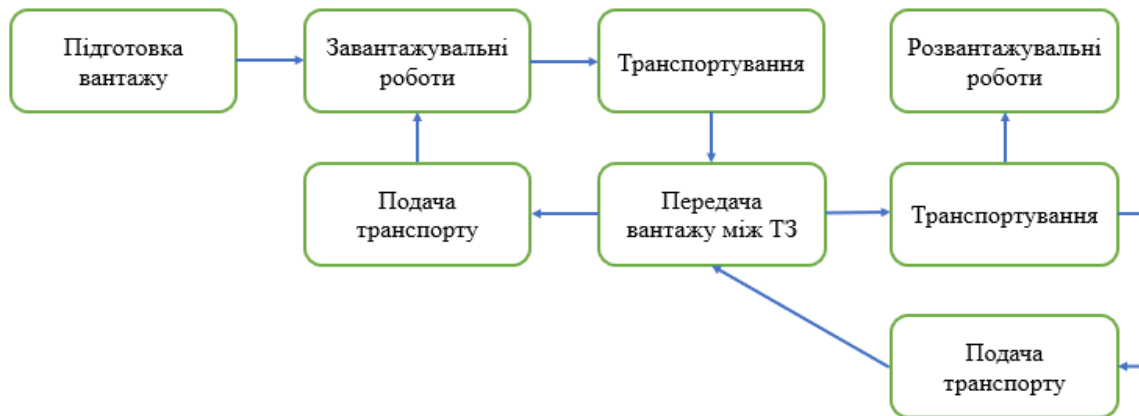 Підготовка
вантажу
Завантажувальні
роботи
Транспортування
Розвантажувальні
роботи
Подача
транспорту
Передача
вантажу між ТЗ
Транспортування
Подача
транспорту